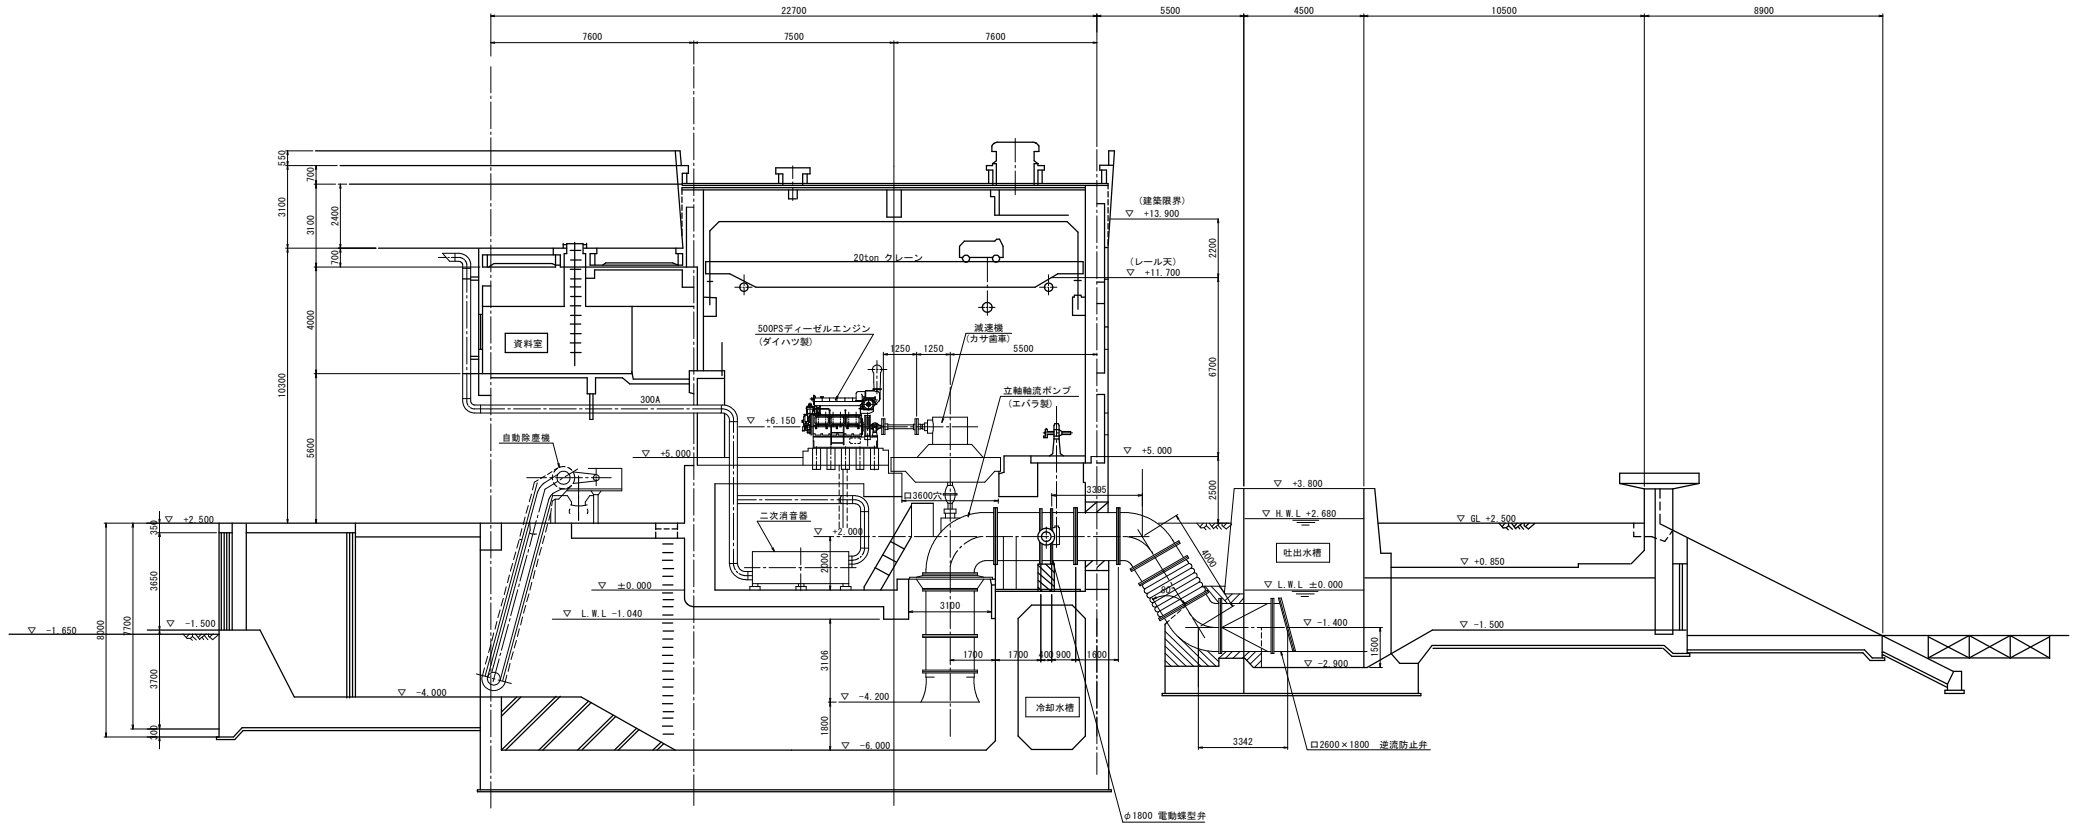 22700
5500
4500
10500
8900
7600
7500
7600
550
700
3100
3100
2400
700
4000
10300
5600
(建築限界)
▽ +13.900
2200
20ton クレーン
(レール天)
▽ +11.700
6700
資料室
500PSディーゼルエンジン
(ダイハツ製)
減速機
(カサ歯車)
1250
1250
5500
立軸軸流ポンプ
(エバラ製)
300A
▽ +6.150
自動除塵機
▽ +5.000
▽ +5.000
2500
口3600穴
3395
▽ +3.800
▽ +2.500
350
二次消音器
▽ +2.000
2000
H.W.L +2.680
▽ GL +2.500
4000
吐出水槽
▽ +0.850
3650
8000
7700
▽ ±0.000
▽ L.W.L ±0.000
60°
▽ L.W.L -1.040
3100
▽ -1.650
▽ -1.500
▽ -1.400
1500
▽ -1.500
3106
1700
1700
400
900
1600
▽ -2.900
3700
▽ -4.000
▽ -4.200
冷却水槽
300
1800
▽ -6.000
3342
口2600×1800 逆流防止弁
φ1800 電動蝶型弁